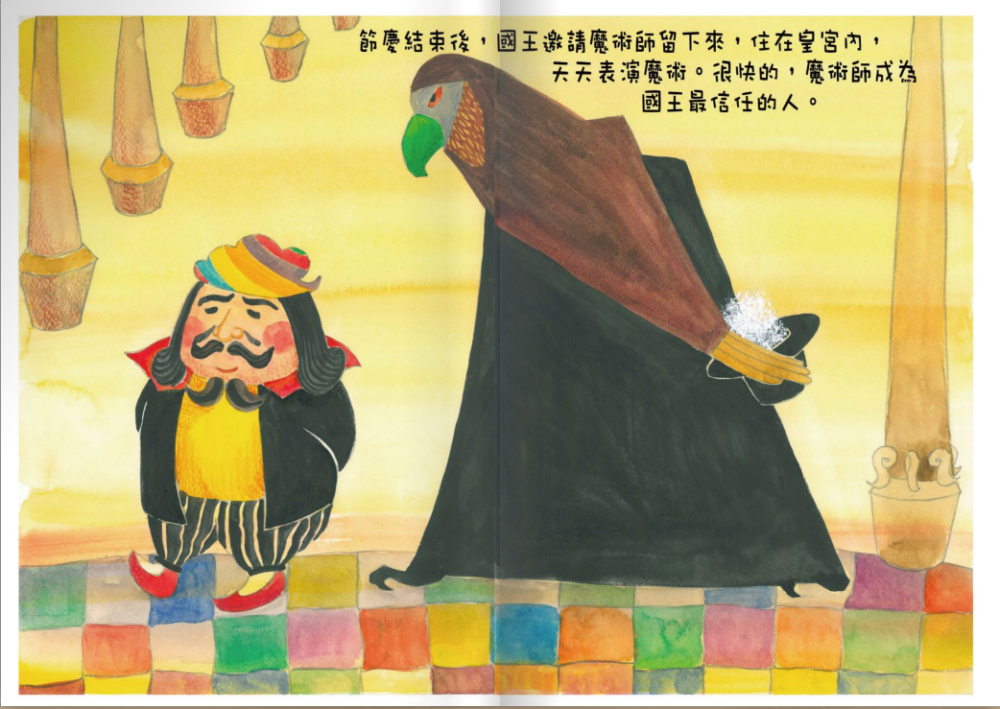 節慶結束後，國王邀請魔術師留下來，住在皇宮內，
天天表演魔術。很快的，魔術師成為
國王最信任的人。